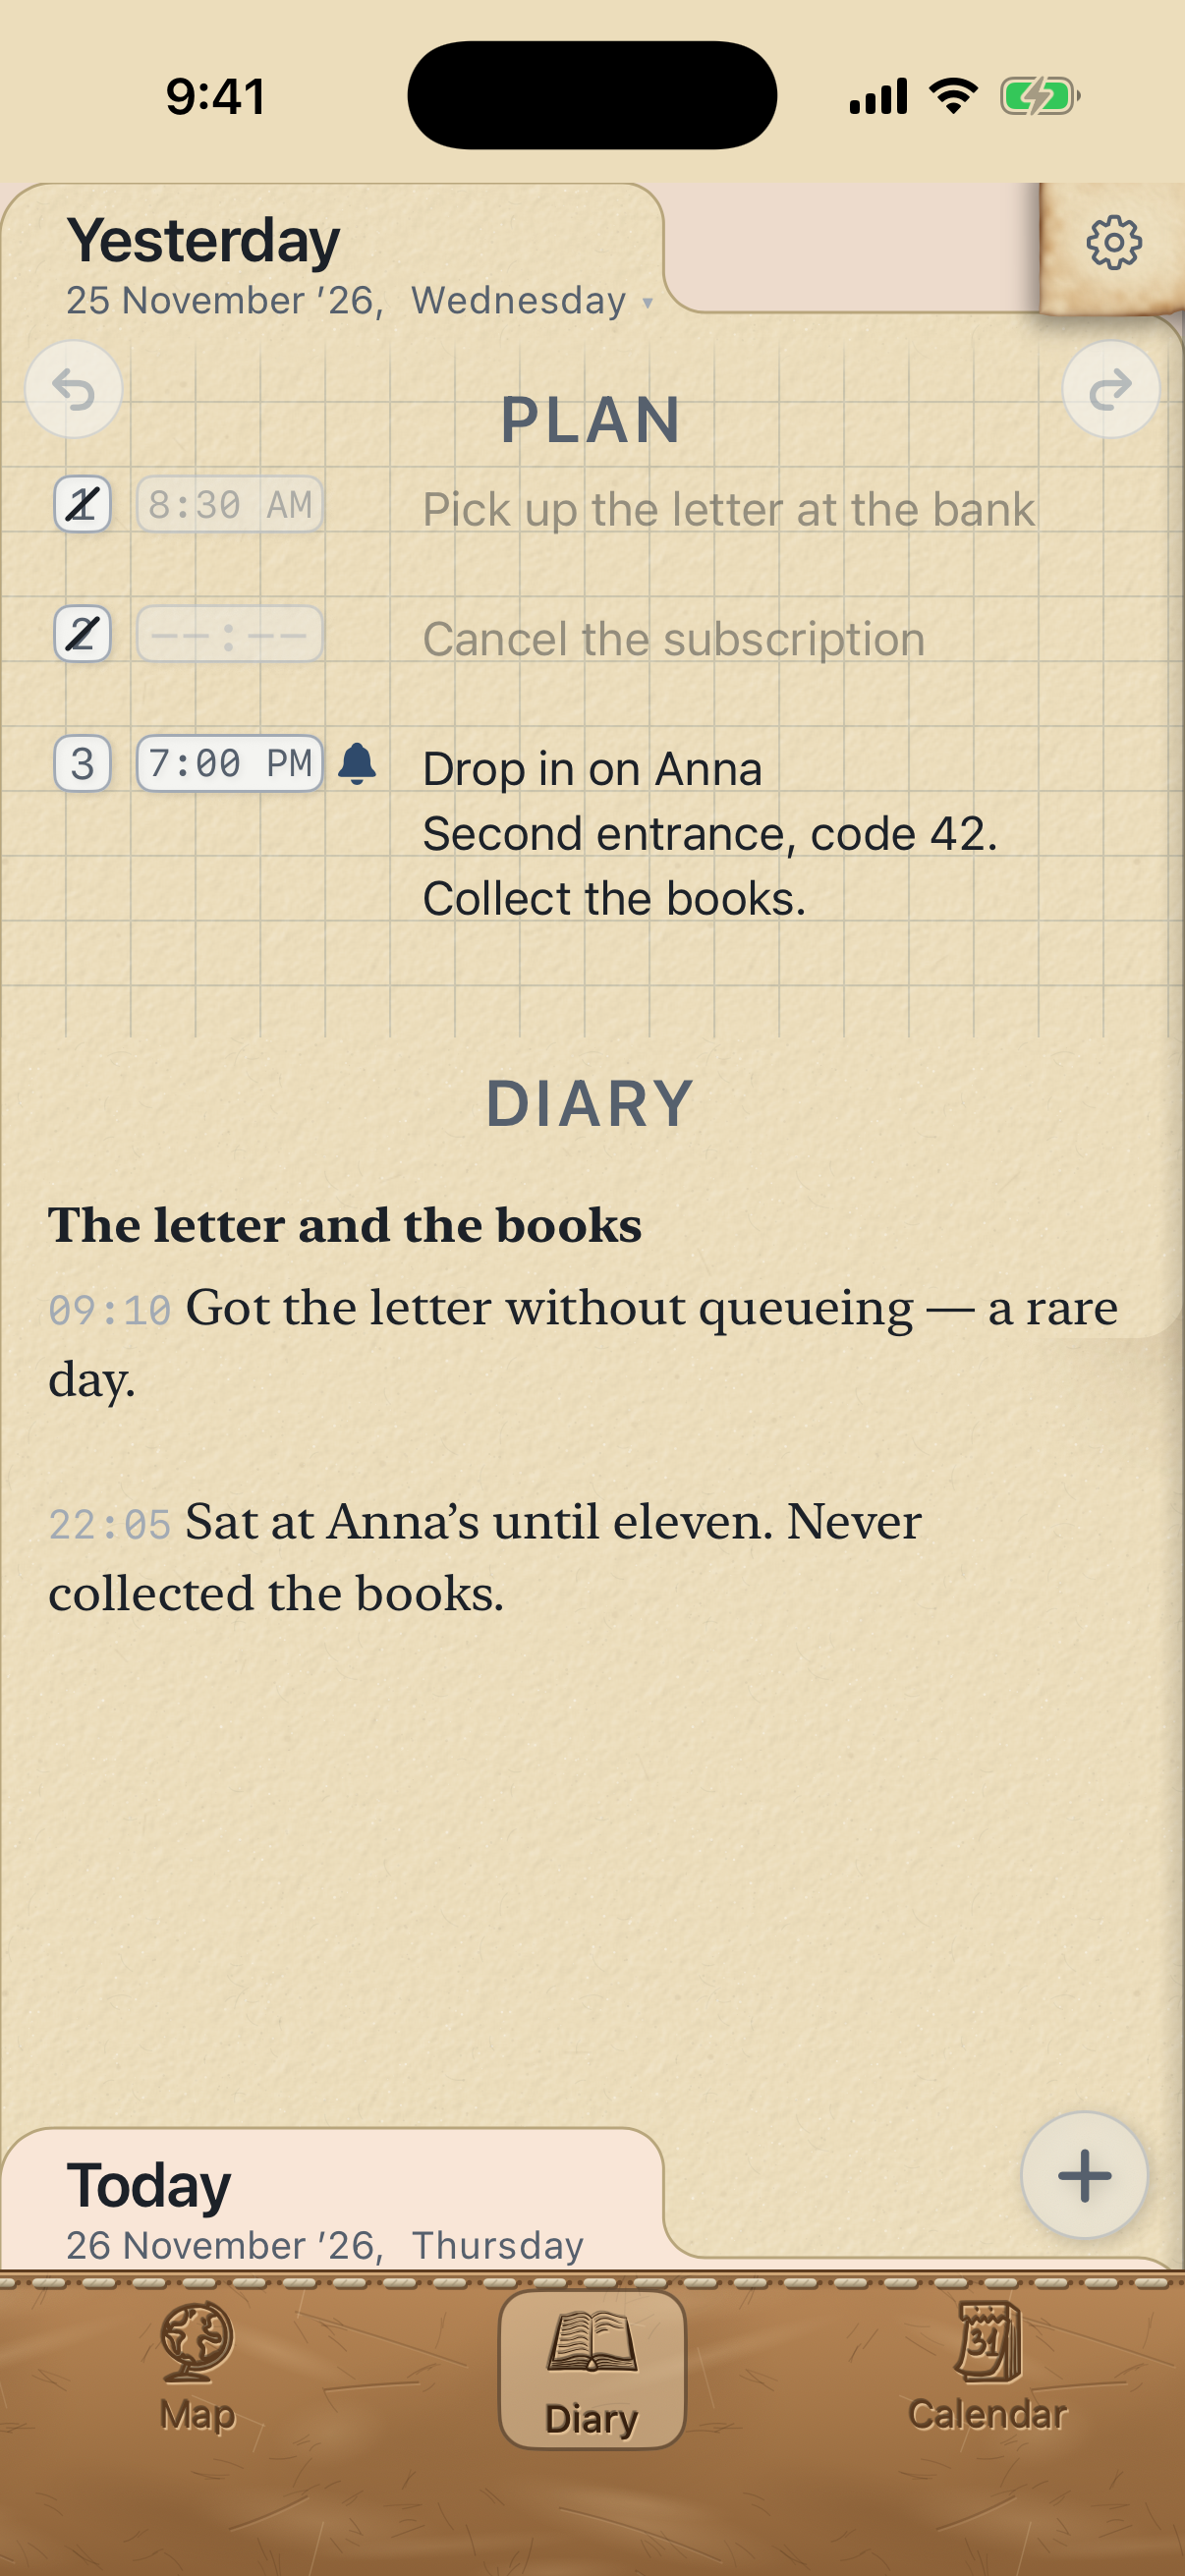 9:41
Yesterday
25 November ’26, Wednesday ▾
PLAN
1 8:30 AM Pick up the letter at the bank
2 --:-- Cancel the subscription
3 7:00 PM Drop in on Anna
Second entrance, code 42.
Collect the books.
DIARY
The letter and the books
09:10 Got the letter without queueing — a rare
day.
22:05 Sat at Anna’s until eleven. Never
collected the books.
Today
26 November ’26, Thursday
31
Map Diary Calendar